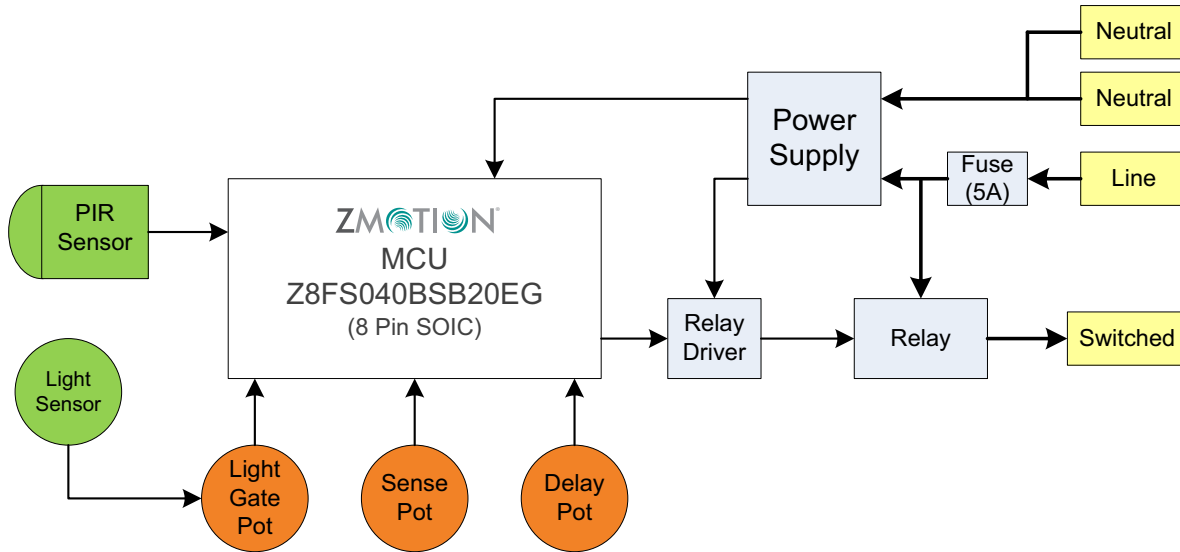 Neutral
Neutral
Power
Supply
Fuse
(5A)
Line
PIR
Sensor
ZMOTION®
MCU
Z8FS040BSB20EG
(8 Pin SOIC)
Relay
Driver
Relay
Switched
Light
Sensor
Light
Gate
Pot
Sense
Pot
Delay
Pot